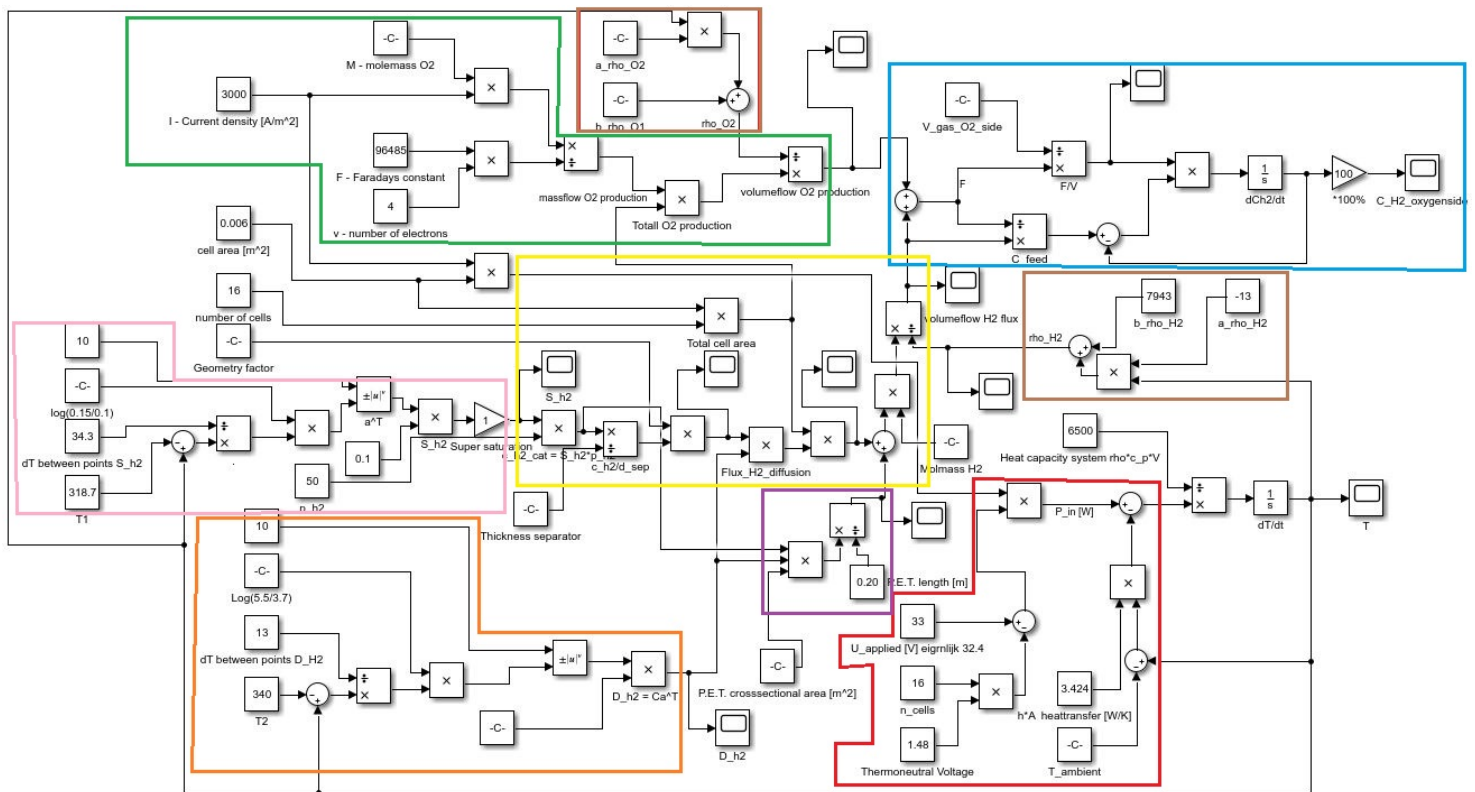 -C-
M - molemass O2
3000
I - Current density [A/m^2]
96485
F - Faradays constant
4
v - number of electrons
×
×
×
÷
massflow O2 production
×
Totall O2 production
÷
×
volumeflow O2 production
-C-
a_rho_O2
-C-
b_rho_O1
×
rho_O2
-C-
V_gas_O2_side
÷
×
F/V
F
÷
×
C_feed
×
1
s
dCh2/dt
100
*100%
C_H2_oxygenside
0.006
cell area [m^2]
16
number of cells
-C-
Geometry factor
×
×
Total cell area
10
-C-
log(0.15/0.1)
34.3
dT between points S_h2
318.7
T1
÷
×
.
×
±|u|ᵛ
a^T
0.1
50
p_h2
×
S_h2
1
Super saturation
S_h2
×
c_h2_cat = S_h2*p_h2
×
÷
c_h2/d_sep
-C-
Thickness separator
×
×
Flux_H2_diffusion
×
×
÷
volumeflow H2 flux
×
-C-
Molmass H2
7943
b_rho_H2
-13
a_rho_H2
rho_H2
×
6500
Heat capacity system rho*c_p*V
÷
×
1
s
dT/dt
T
10
-C-
Log(5.5/3.7)
13
dT between points D_H2
340
T2
÷
×
×
±|u|ᵛ
-C-
×
D_h2 = Ca^T
D_h2
×
×
÷
0.20
P.E.T. length [m]
-C-
P.E.T. crosssectional area [m^2]
×
P_in [W]
33
U_applied [V] eigrnlijk 32.4
16
n_cells
1.48
Thermoneutral Voltage
×
×
3.424
h*A heattransfer [W/K]
-C-
T_ambient